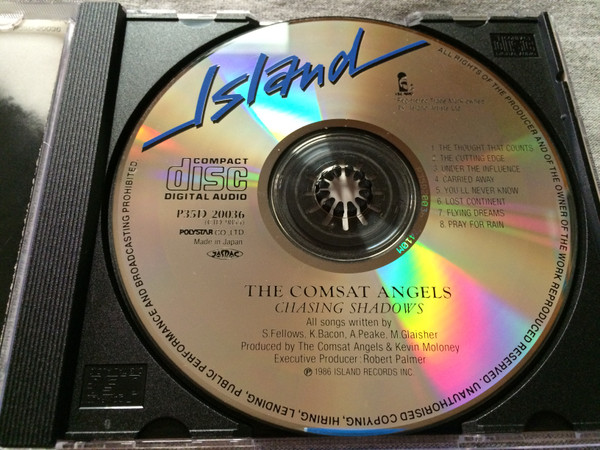 Island
COMPACT
disc
DIGITAL AUDIO
P35D 20036
POLYSTAR CO., LTD
Made in Japan
JASRAC
1 THE THOUGHT THAT COUNTS
2 THE CUTTING EDGE
3 UNDER THE INFLUENCE
4 CARRIED AWAY
5 YOU'LL NEVER KNOW
6 LOST CONTINENT
7 FLYING DREAMS
8 PRAY FOR RAIN
THE COMSAT ANGELS
CHASING SHADOWS
All songs written by
S.Fellows, K.Bacon, A.Peake, M.Glaisher
Produced by The Comsat Angels & Kevin Moloney
Executive Producer : Robert Palmer
℗ 1986 ISLAND RECORDS INC.
ALL RIGHTS OF THE PRODUCER AND OF THE OWNER OF THE WORK REPRODUCED RESERVED. UNAUTHORISED COPYING, HIRING, LENDING, PUBLIC PERFORMANCE AND BROADCASTING PROHIBITED